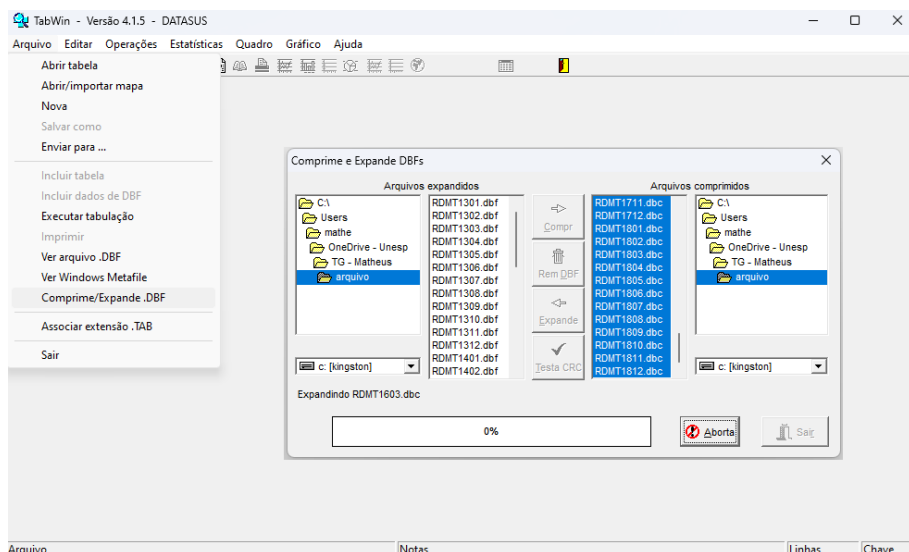 TabWin - Versão 4.1.5 - DATASUS
Arquivo Editar Operações Estatísticas Quadro Gráfico Ajuda
Abrir tabela
Abrir/importar mapa
Nova
Salvar como
Enviar para ...
Incluir tabela
Incluir dados de DBF
Executar tabulação
Imprimir
Ver arquivo .DBF
Ver Windows Metafile
Comprime/Expande .DBF
Associar extensão .TAB
Sair
Comprime e Expande DBFs
Arquivos expandidos
C:\
Users
mathe
OneDrive - Unesp
TG - Matheus
arquivo
c: [kingston]
RDMT1301.dbf
RDMT1302.dbf
RDMT1303.dbf
RDMT1304.dbf
RDMT1305.dbf
RDMT1306.dbf
RDMT1307.dbf
RDMT1308.dbf
RDMT1309.dbf
RDMT1310.dbf
RDMT1311.dbf
RDMT1312.dbf
RDMT1401.dbf
RDMT1402.dbf
Compr
Rem DBF
Expande
Testa CRC
Arquivos comprimidos
RDMT1711.dbc
RDMT1712.dbc
RDMT1801.dbc
RDMT1802.dbc
RDMT1803.dbc
RDMT1804.dbc
RDMT1805.dbc
RDMT1806.dbc
RDMT1807.dbc
RDMT1808.dbc
RDMT1809.dbc
RDMT1810.dbc
RDMT1811.dbc
RDMT1812.dbc
C:\
Users
mathe
OneDrive - Unesp
TG - Matheus
arquivo
c: [kingston]
Expandindo RDMT1603.dbc
0%
Aborta
Sair
Arquivo Notas Linhas Chave